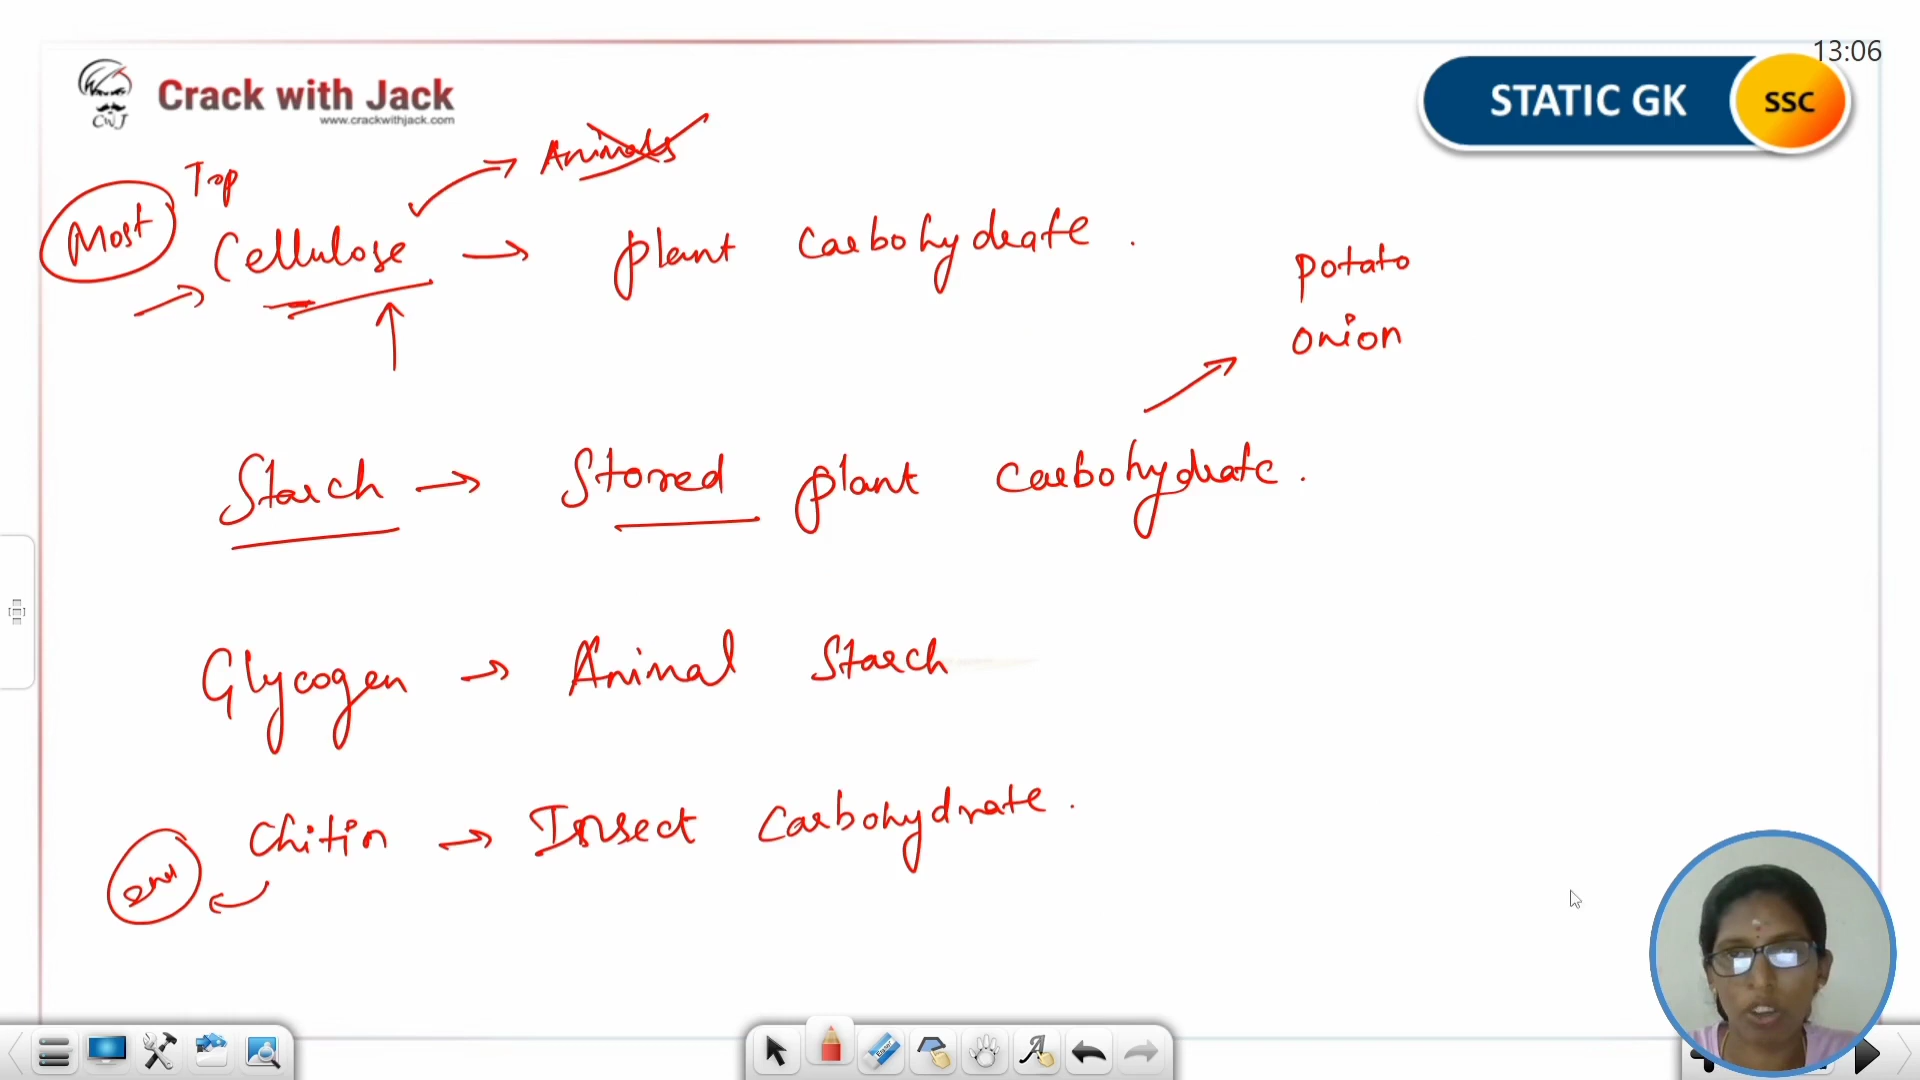 13:06
Crack with Jack
www.crackwithjack.com
CWJ
STATIC GK
SSC
Animals
Top
Most
Cellulose → plant carbohydrate.
potato
onion
Starch → Stored plant carbohydrate.
Glycogen → Animal Starch
Chitin → Insect carbohydrate.
2nd